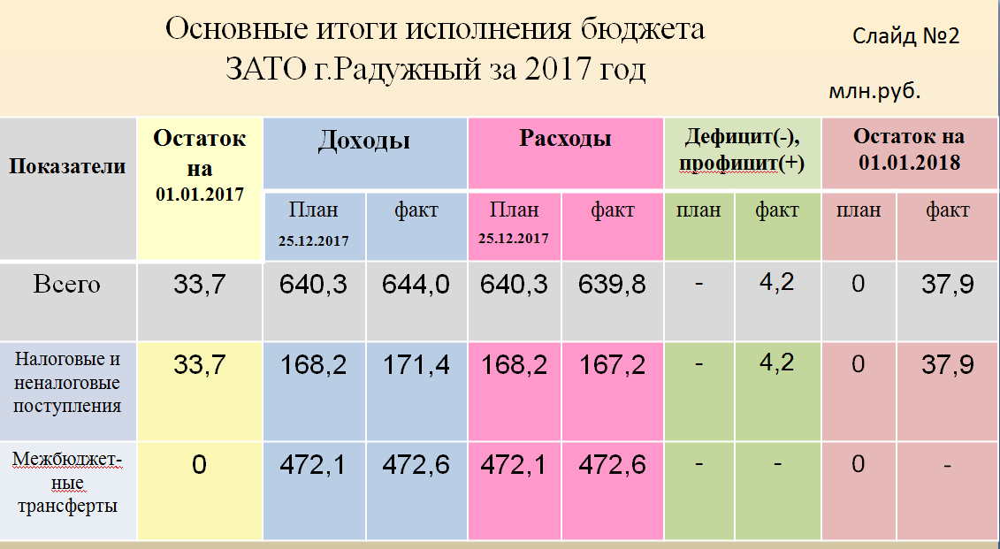 Основные итоги исполнения бюджета
ЗАТО г.Радужный за 2017 год
Слайд №2
млн.руб.
Показатели
Остаток
на
01.01.2017
Доходы
Расходы
Дефицит(-),
профицит(+)
Остаток на
01.01.2018
План
25.12.2017
факт
План
25.12.2017
факт
план
факт
план
факт
Всего 33,7 640,3 644,0 640,3 639,8 - 4,2 0 37,9
Налоговые и
неналоговые
поступления
33,7 168,2 171,4 168,2 167,2 - 4,2 0 37,9
Межбюджет-
ные
трансферты
0 472,1 472,6 472,1 472,6 - - 0 -